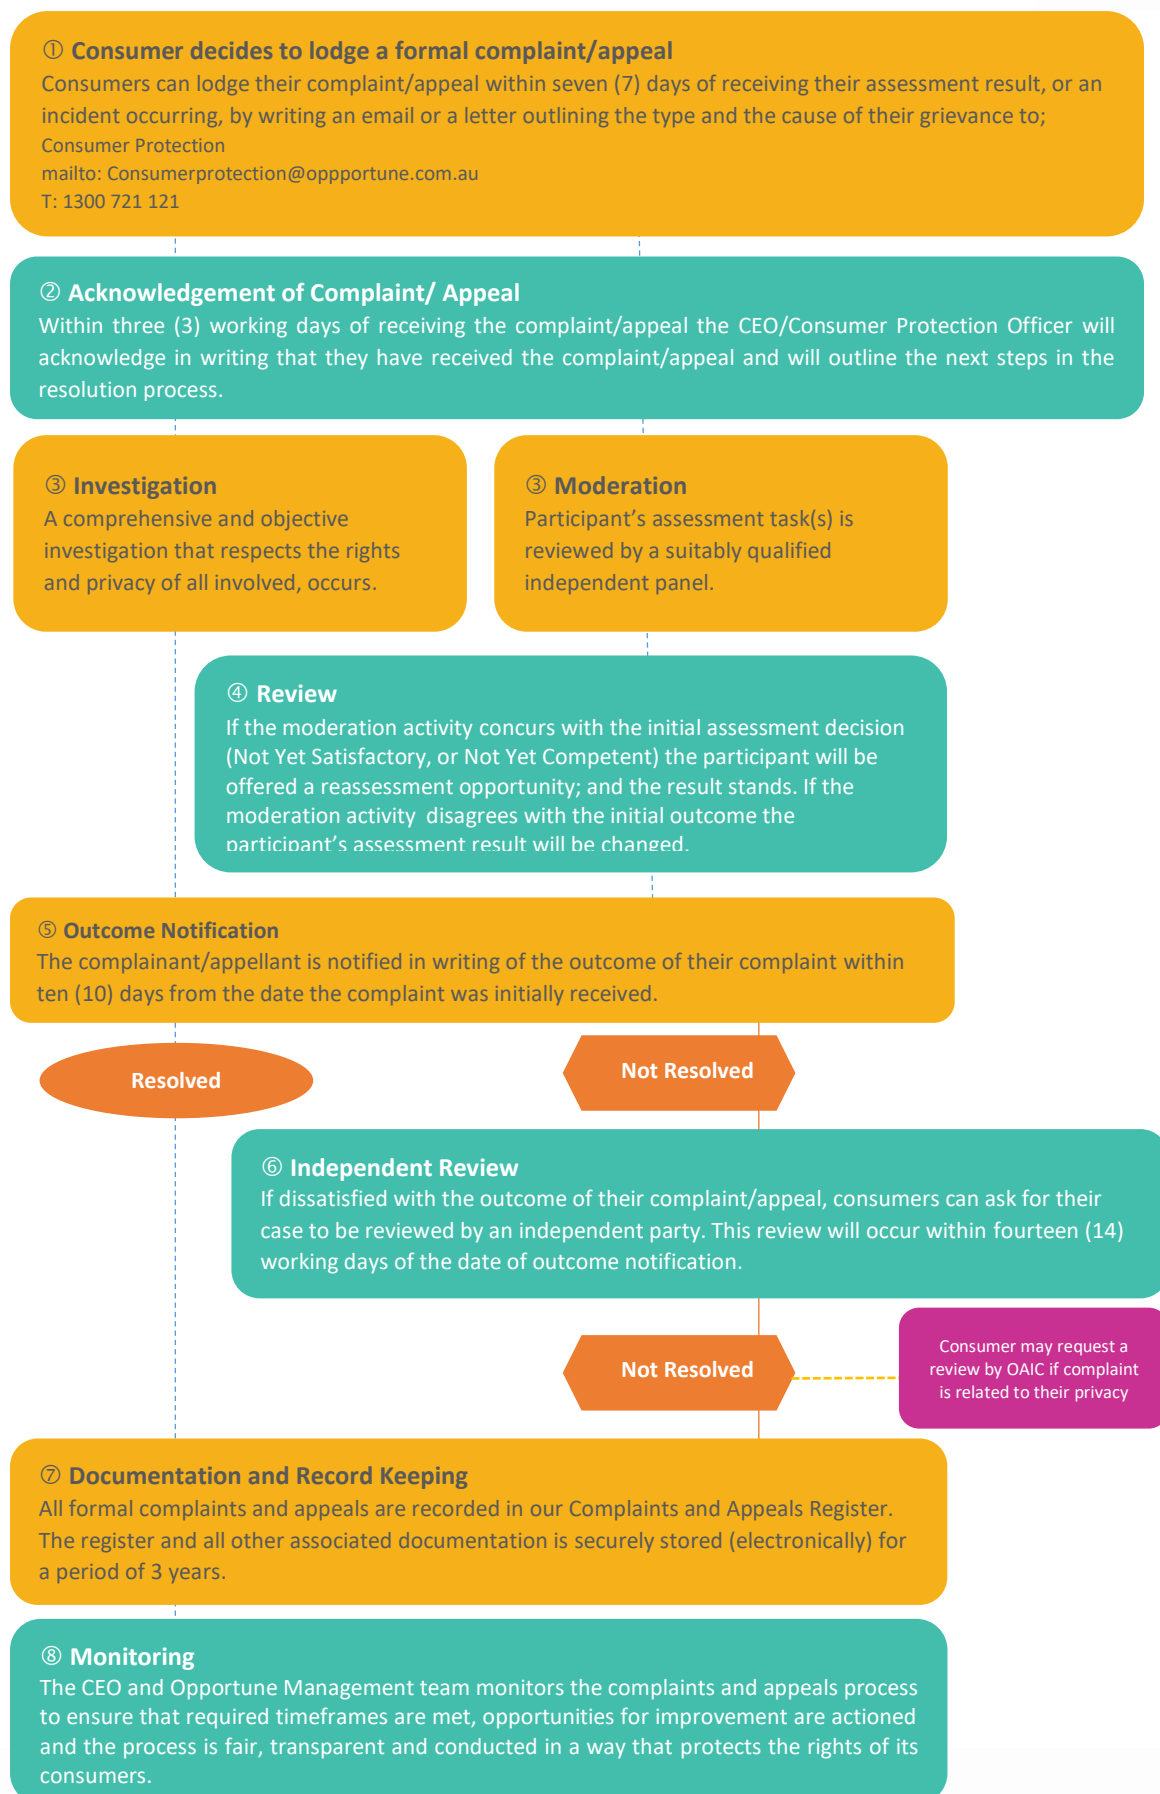 ① Consumer decides to lodge a formal complaint/appeal
Consumers can lodge their complaint/appeal within seven (7) days of receiving their assessment result, or an
incident occurring, by writing an email or a letter outlining the type and the cause of their grievance to;
Consumer Protection
mailto: Consumerprotection@oppportune.com.au
T: 1300 721 121
② Acknowledgement of Complaint/ Appeal
Within three (3) working days of receiving the complaint/appeal the CEO/Consumer Protection Officer will
acknowledge in writing that they have received the complaint/appeal and will outline the next steps in the
resolution process.
③ Investigation
A comprehensive and objective
investigation that respects the rights
and privacy of all involved, occurs.
③ Moderation
Participant's assessment task(s) is
reviewed by a suitably qualified
independent panel.
④ Review
If the moderation activity concurs with the initial assessment decision
(Not Yet Satisfactory, or Not Yet Competent) the participant will be
offered a reassessment opportunity; and the result stands. If the
moderation activity  disagrees with the initial outcome the
participant's assessment result will be changed.
⑤ Outcome Notification
The complainant/appellant is notified in writing of the outcome of their complaint within
ten (10) days from the date the complaint was initially received.
Resolved
Not Resolved
⑥ Independent Review
If dissatisfied with the outcome of their complaint/appeal, consumers can ask for their
case to be reviewed by an independent party. This review will occur within fourteen (14)
working days of the date of outcome notification.
Not Resolved
Consumer may request a
review by OAIC if complaint
is related to their privacy
⑦ Documentation and Record Keeping
All formal complaints and appeals are recorded in our Complaints and Appeals Register.
The register and all other associated documentation is securely stored (electronically) for
a period of 3 years.
⑧ Monitoring
The CEO and Opportune Management team monitors the complaints and appeals process
to ensure that required timeframes are met, opportunities for improvement are actioned
and the process is fair, transparent and conducted in a way that protects the rights of its
consumers.